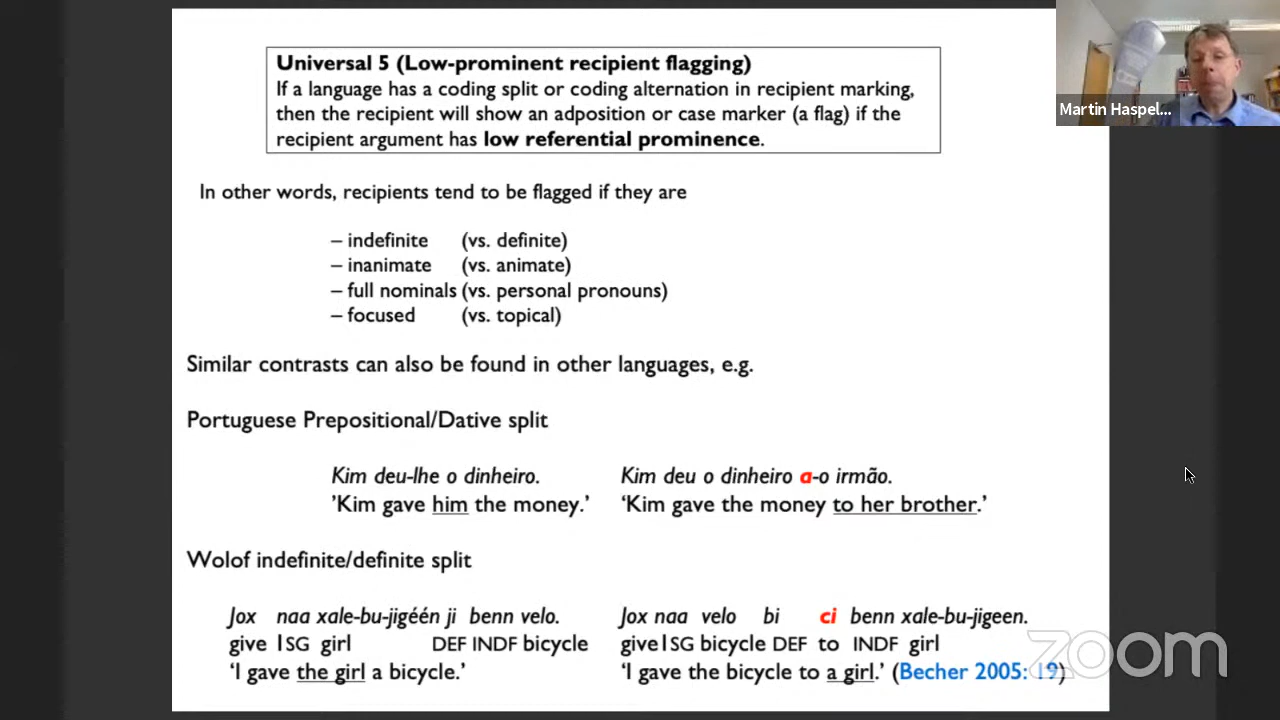 Universal 5 (Low-prominent recipient flagging)
If a language has a coding split or coding alternation in recipient marking,
then the recipient will show an adposition or case marker (a flag) if the
recipient argument has low referential prominence.
Martin Haspel...
In other words, recipients tend to be flagged if they are
– indefinite (vs. definite)
– inanimate (vs. animate)
– full nominals (vs. personal pronouns)
– focused (vs. topical)
Similar contrasts can also be found in other languages, e.g.
Portuguese Prepositional/Dative split
Kim deu-lhe o dinheiro. Kim deu o dinheiro a-o irmão.
'Kim gave him the money.' 'Kim gave the money to her brother.'
Wolof indefinite/definite split
Jox naa xale-bu-jigéén ji benn velo. Jox naa velo bi ci benn xale-bu-jigeen.
give 1SG girl DEF INDF bicycle give1SG bicycle DEF to INDF girl
'I gave the girl a bicycle.' 'I gave the bicycle to a girl.' (Becher 2005: 19)
zoom